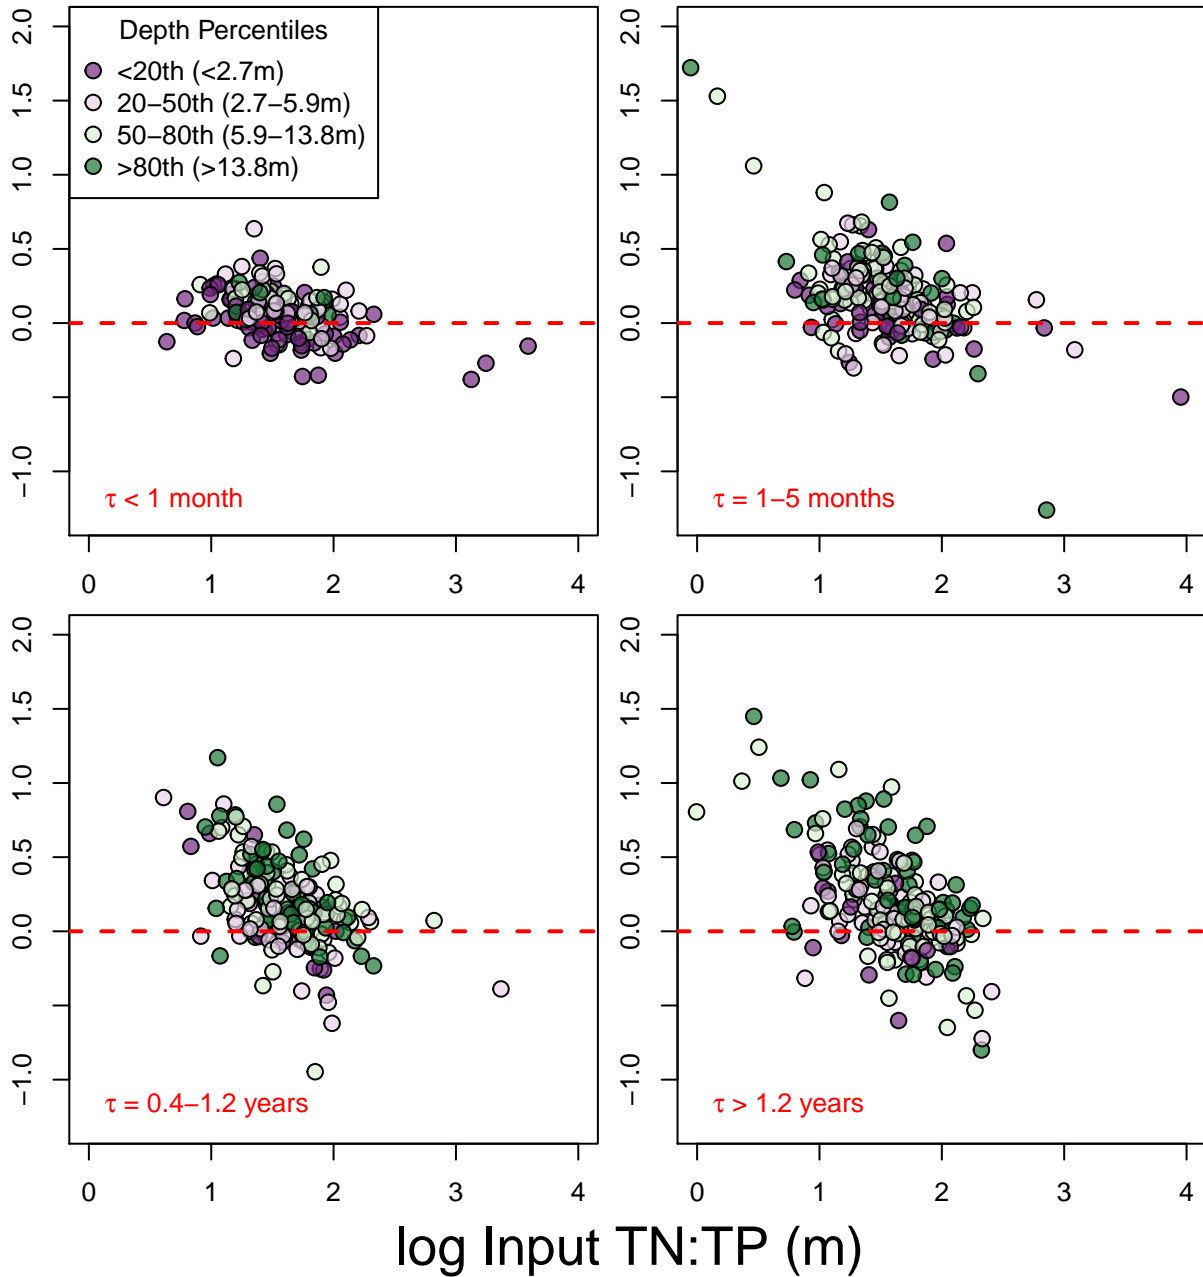 Depth Percentiles
<20th (<2.7m)
20−50th (2.7−5.9m)
50−80th (5.9−13.8m)
>80th (>13.8m)
2.0
1.5
1.0
0.5
0.0
−1.0
τ < 1 month
0 1 2 3 4
2.0
1.5
1.0
0.5
0.0
−1.0
τ = 1−5 months
0 1 2 3 4
2.0
1.5
1.0
0.5
0.0
−1.0
τ = 0.4−1.2 years
0 1 2 3 4
2.0
1.5
1.0
0.5
0.0
−1.0
τ > 1.2 years
0 1 2 3 4
log Input TN:TP (m)